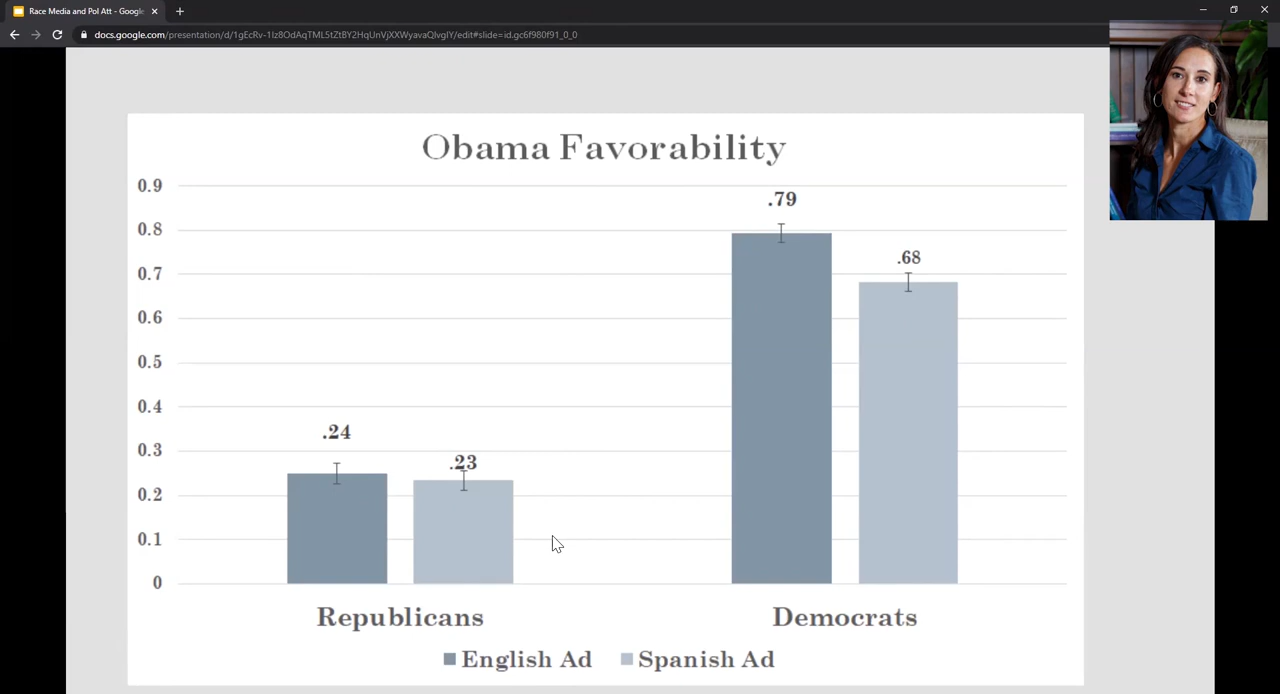 Race Media and Pol Att - Google
docs.google.com/presentation/d/1gEcRv-1Iz8OdAqTML5tZtBY2HqUnVjXXWyavaQlvgIY/edit#slide=id.gc6f980f91_0_0
Obama Favorability
0.9
.79
0.8
.68
0.7
0.6
0.5
0.4
.24
0.3
.23
0.2
0.1
0
Republicans Democrats
English Ad Spanish Ad